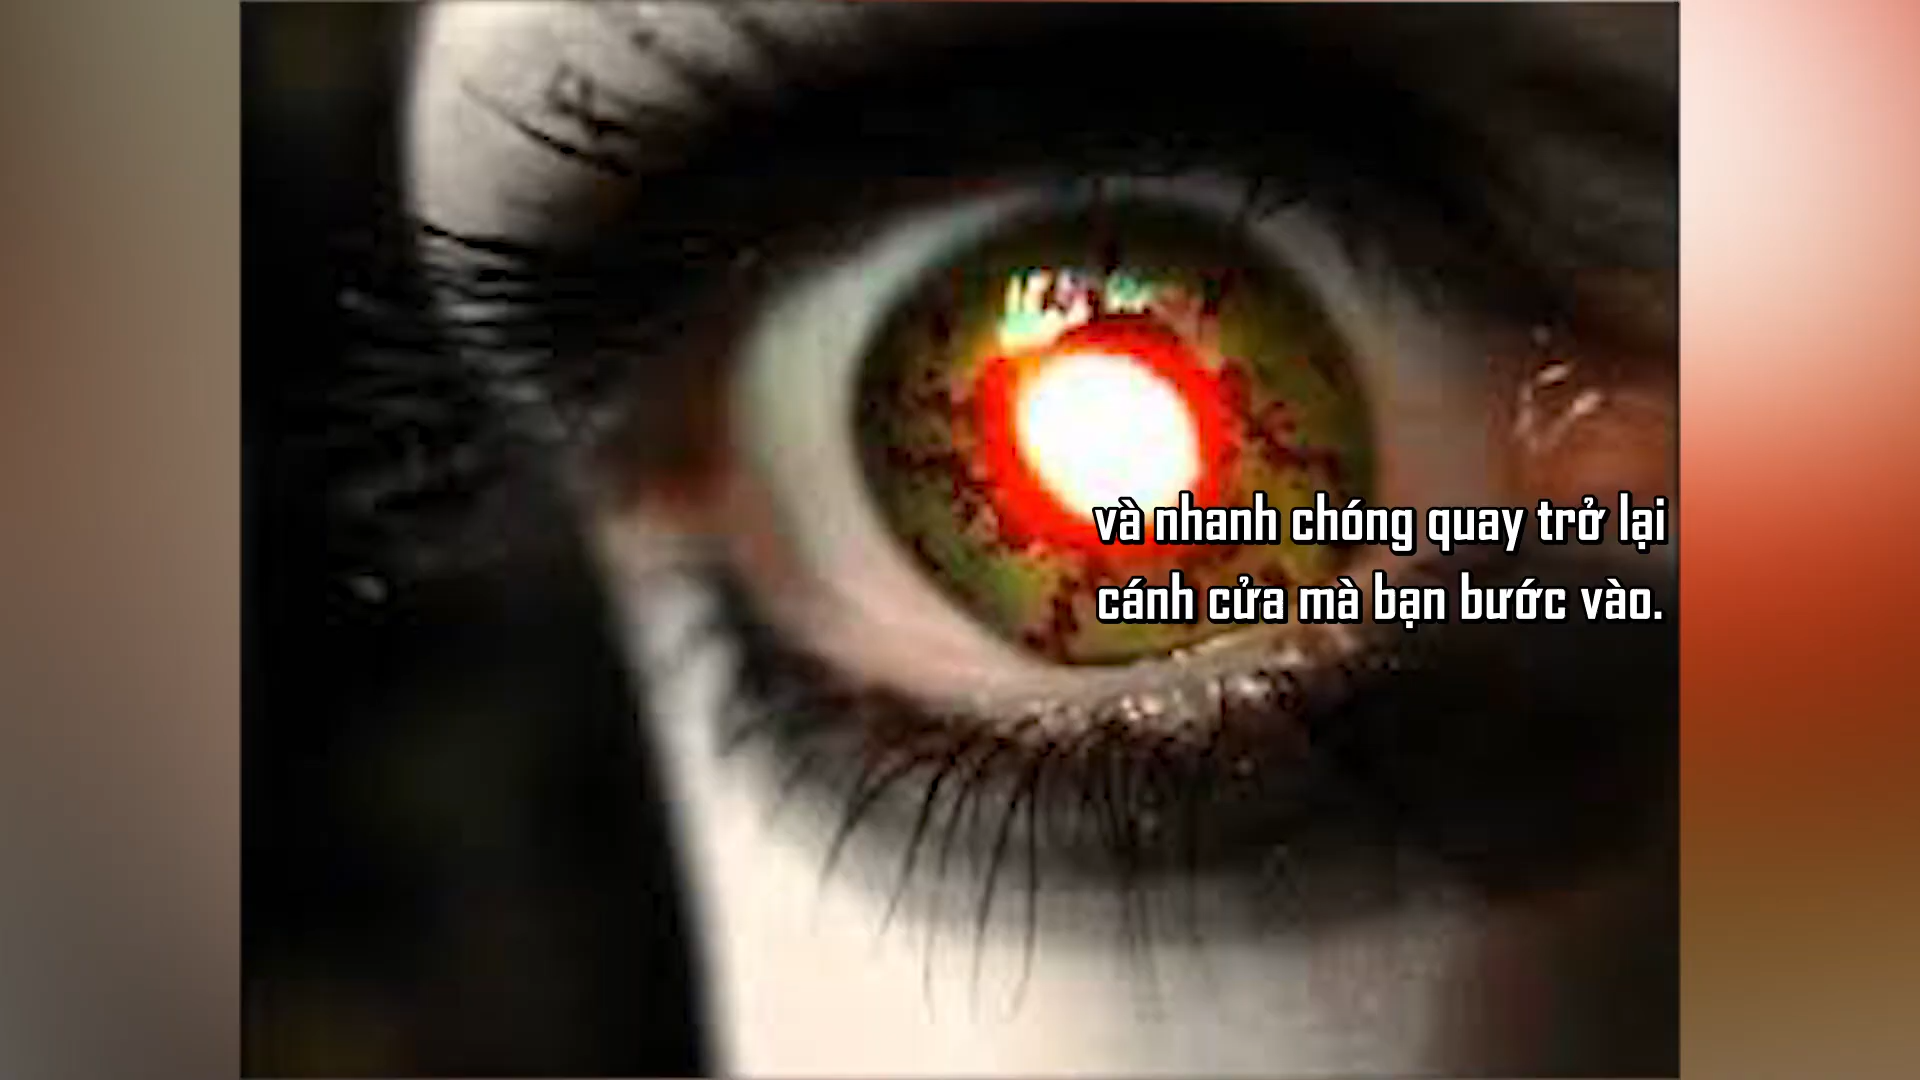 và nhanh chóng quay trở lại
cánh cửa mà bạn bước vào.